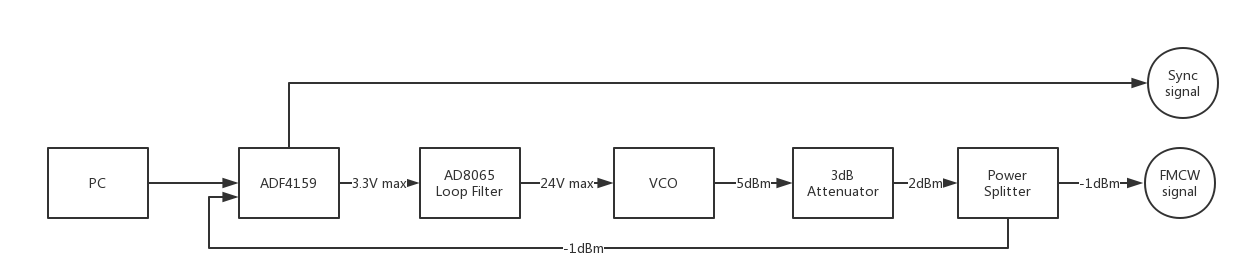 Sync
signal
PC
ADF4159
3.3V max
AD8065
Loop Filter
24V max
VCO
5dBm
3dB
Attenuator
2dBm
Power
Splitter
-1dBm
FMCW
signal
-1dBm